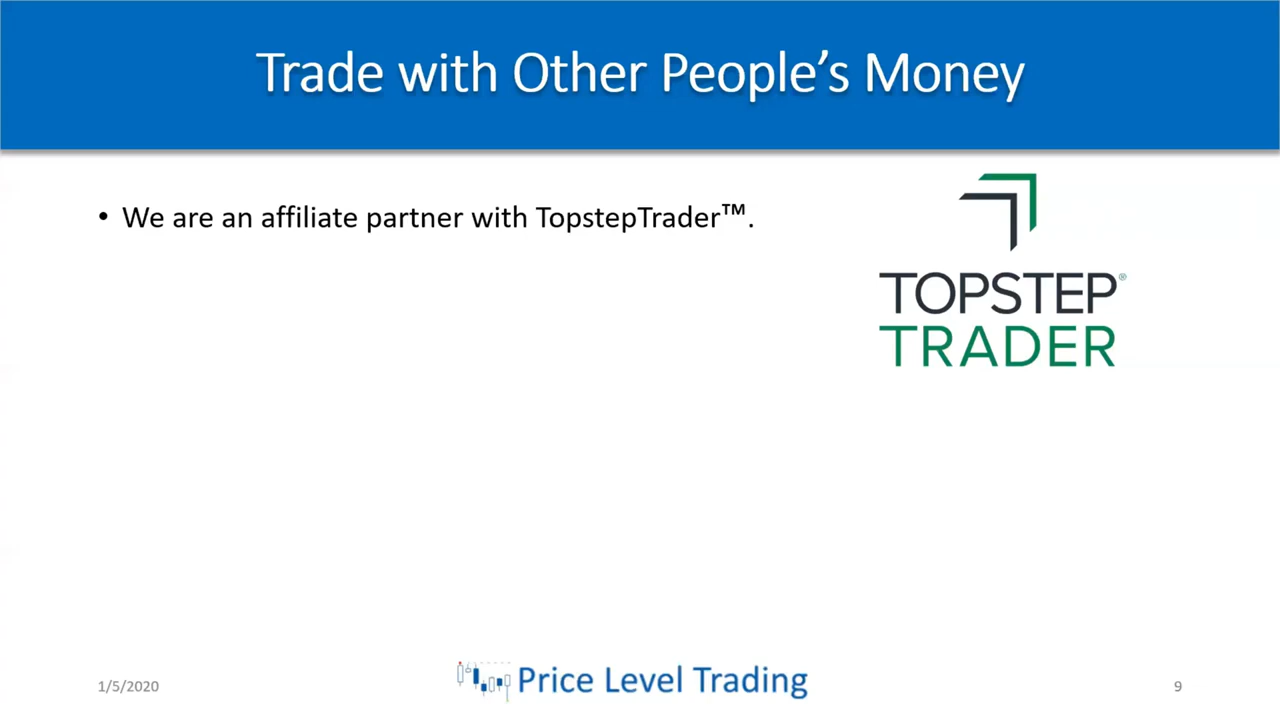 Trade with Other People’s Money
• We are an affiliate partner with TopstepTrader™.
TOPSTEP®
TRADER
1/5/2020
Price Level Trading
9